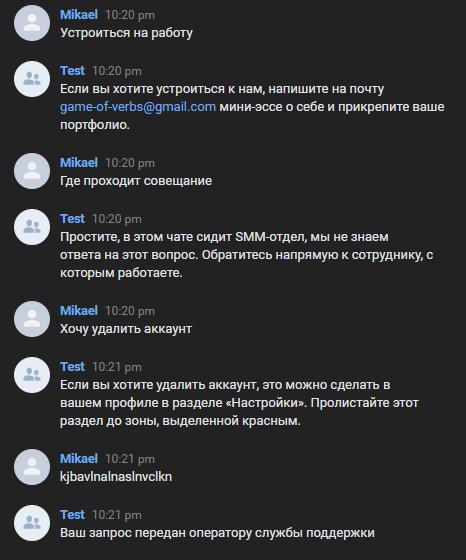 Mikael 10:20 pm
Устроиться на работу
Test 10:20 pm
Если вы хотите устроиться к нам, напишите на почту
game-of-verbs@gmail.com мини-эссе о себе и прикрепите ваше
портфолио.
Mikael 10:20 pm
Где проходит совещание
Test 10:20 pm
Простите, в этом чате сидит SMM-отдел, мы не знаем
ответа на этот вопрос. Обратитесь напрямую к сотруднику, с
которым работаете.
Mikael 10:20 pm
Хочу удалить аккаунт
Test 10:21 pm
Если вы хотите удалить аккаунт, это можно сделать в
вашем профиле в разделе «Настройки». Пролистайте этот
раздел до зоны, выделенной красным.
Mikael 10:21 pm
kjbavlnalnaslnvclkn
Test 10:21 pm
Ваш запрос передан оператору службы поддержки